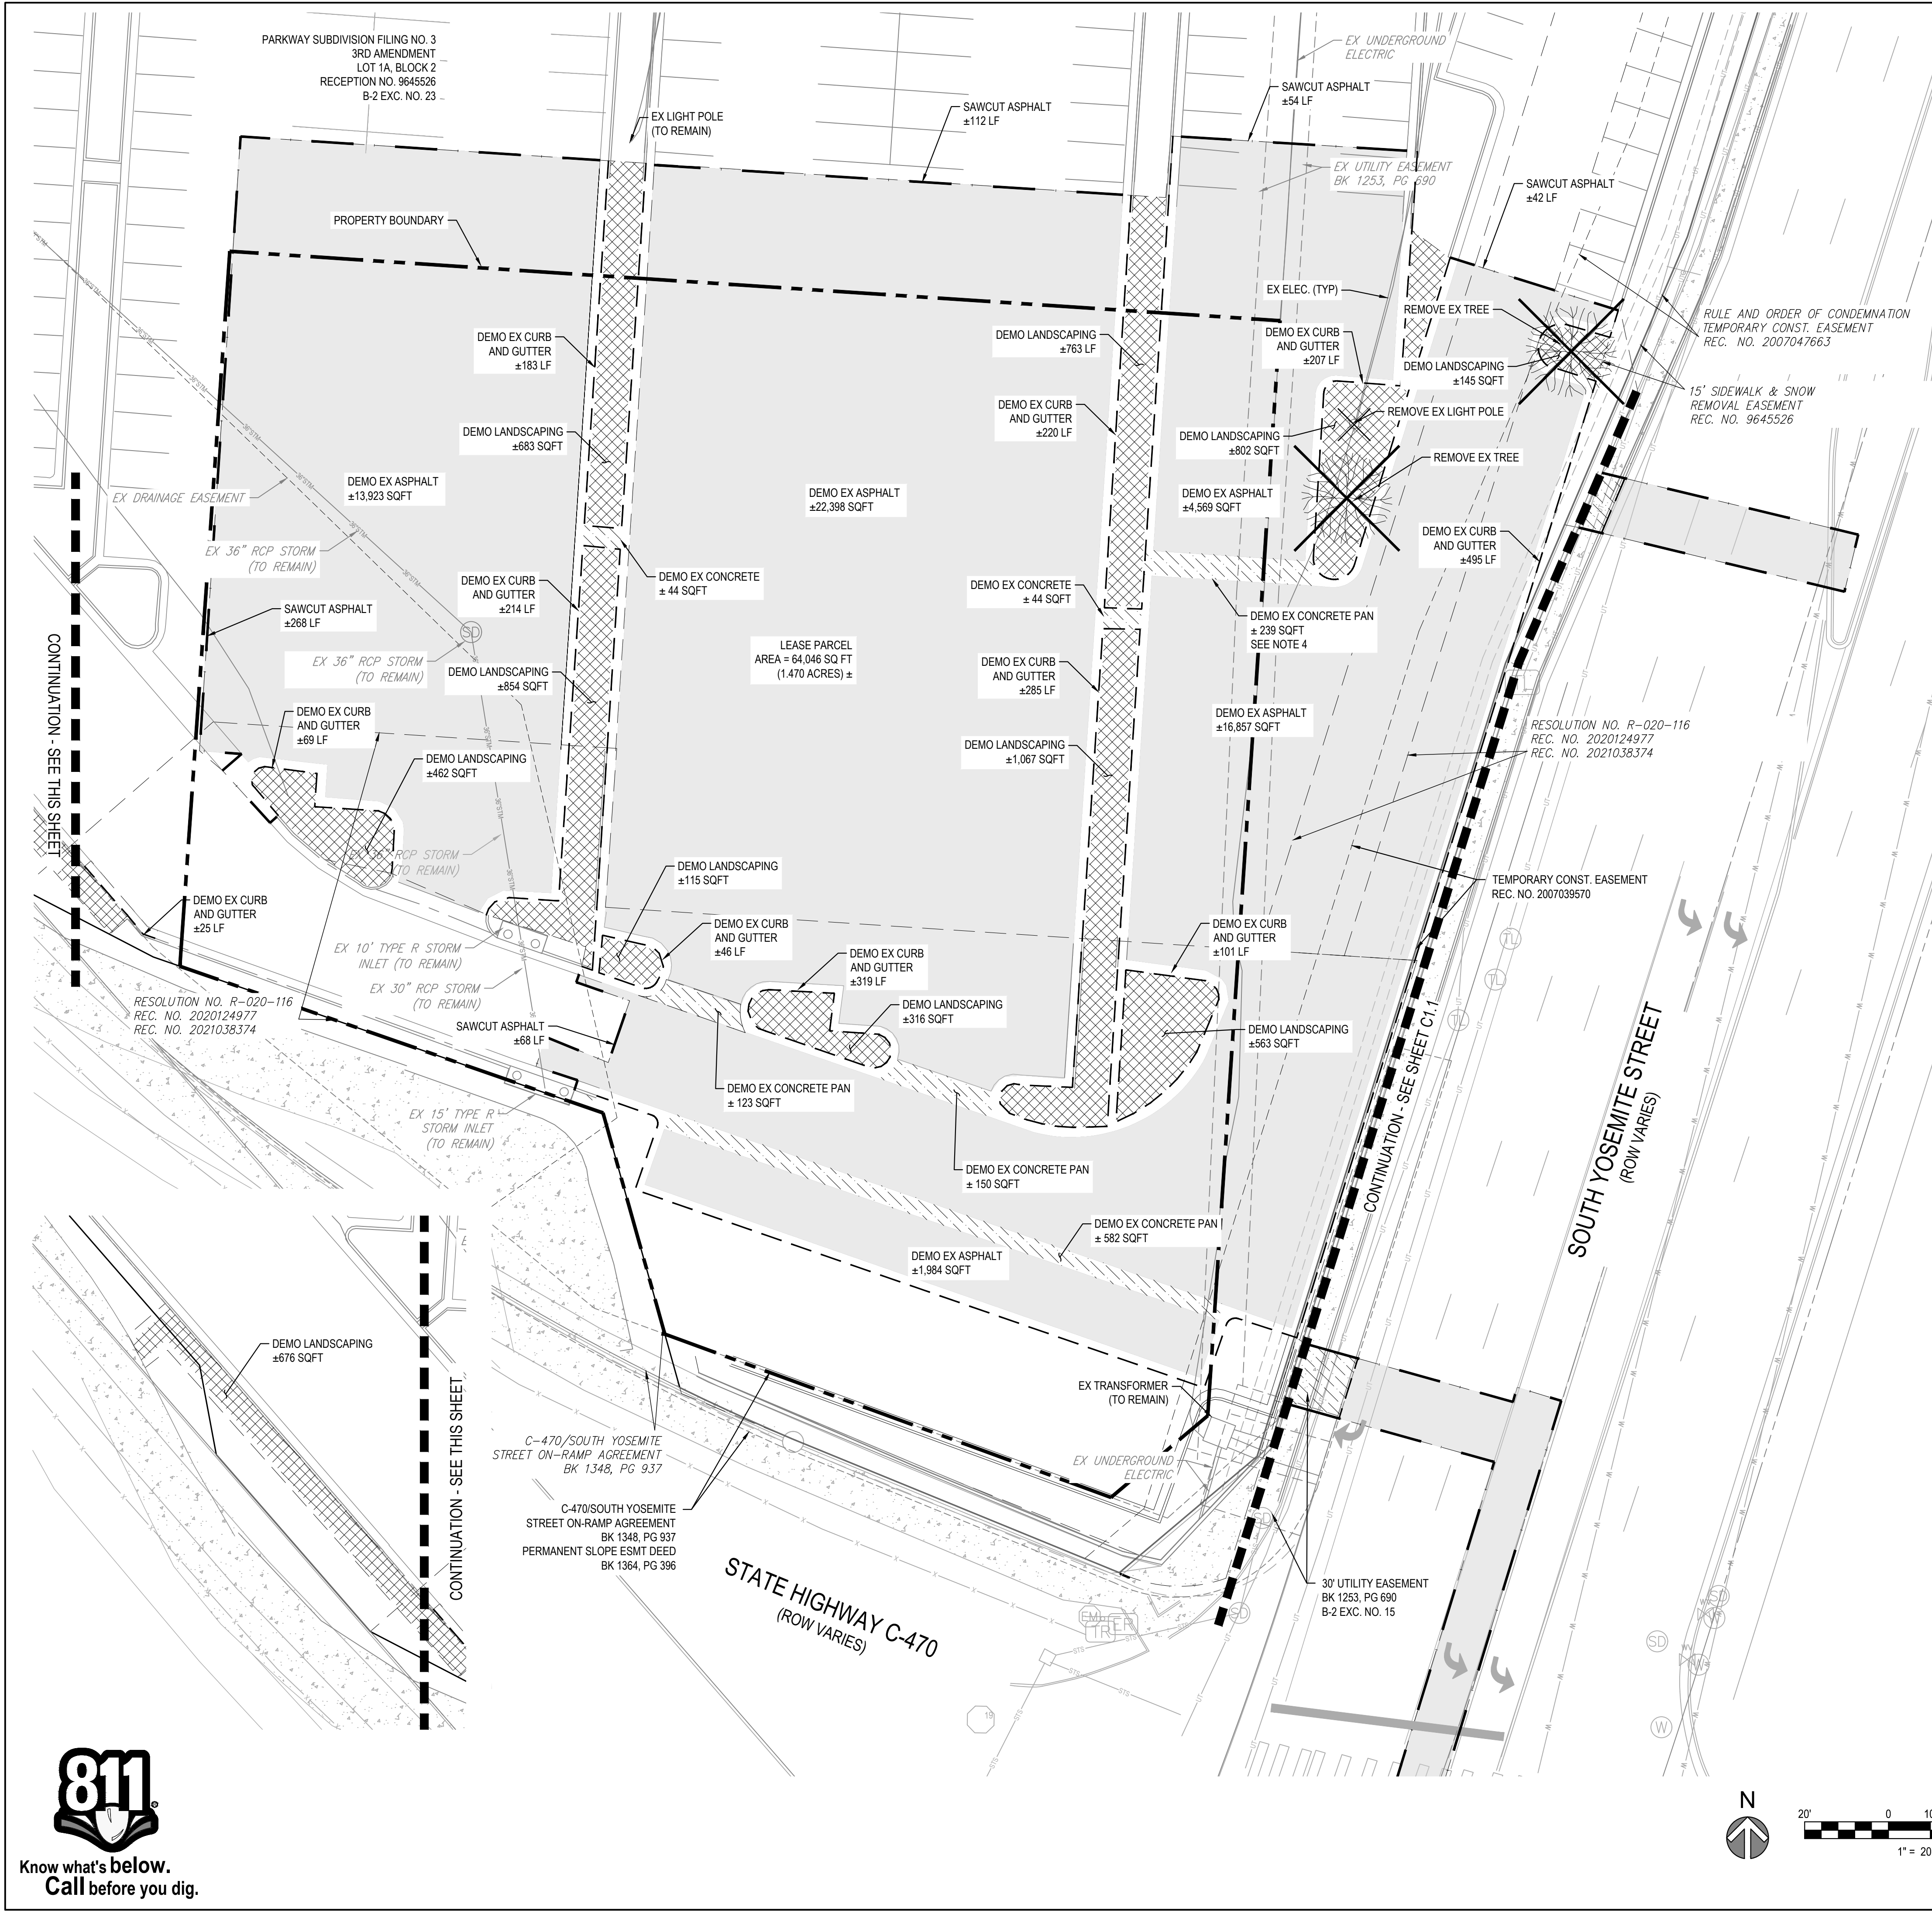 PARKWAY SUBDIVISION FILING NO. 3
3RD AMENDMENT
LOT 1A, BLOCK 2
RECEPTION NO. 9645526
B-2 EXC. NO. 23
EX LIGHT POLE
(TO REMAIN)
SAWCUT ASPHALT
±112 LF
EX UNDERGROUND
ELECTRIC
SAWCUT ASPHALT
±54 LF
EX UTILITY EASEMENT
BK 1253, PG 690
SAWCUT ASPHALT
±42 LF
PROPERTY BOUNDARY
EX ELEC. (TYP)
REMOVE EX TREE
RULE AND ORDER OF CONDEMNATION
TEMPORARY CONST. EASEMENT
REC. NO. 2007047663
DEMO EX CURB
AND GUTTER
±183 LF
DEMO LANDSCAPING
±763 LF
DEMO EX CURB
AND GUTTER
±207 LF
DEMO LANDSCAPING
±145 SQFT
15' SIDEWALK & SNOW
REMOVAL EASEMENT
REC. NO. 9645526
DEMO EX CURB
AND GUTTER
±220 LF
REMOVE EX LIGHT POLE
DEMO LANDSCAPING
±683 SQFT
DEMO LANDSCAPING
±802 SQFT
REMOVE EX TREE
EX DRAINAGE EASEMENT
DEMO EX ASPHALT
±13,923 SQFT
DEMO EX ASPHALT
±22,398 SQFT
DEMO EX ASPHALT
±4,569 SQFT
DEMO EX CURB
AND GUTTER
±495 LF
EX 36" RCP STORM
(TO REMAIN)
36"STM
DEMO EX CURB
AND GUTTER
±214 LF
DEMO EX CONCRETE
± 44 SQFT
DEMO EX CONCRETE
± 44 SQFT
DEMO EX CONCRETE PAN
± 239 SQFT
SEE NOTE 4
SAWCUT ASPHALT
±268 LF
SD
CONTINUATION - SEE THIS SHEET
EX 36" RCP STORM
(TO REMAIN)
DEMO LANDSCAPING
±854 SQFT
LEASE PARCEL
AREA = 64,046 SQ FT
(1.470 ACRES) ±
DEMO EX CURB
AND GUTTER
±285 LF
DEMO EX CURB
AND GUTTER
±69 LF
DEMO LANDSCAPING
±462 SQFT
DEMO LANDSCAPING
±1,067 SQFT
DEMO EX ASPHALT
±16,857 SQFT
RESOLUTION NO. R-020-116
REC. NO. 2020124977
REC. NO. 2021038374
EX 36" RCP STORM
(TO REMAIN)
DEMO LANDSCAPING
±115 SQFT
TEMPORARY CONST. EASEMENT
REC. NO. 2007039570
DEMO EX CURB
AND GUTTER
±25 LF
EX 10' TYPE R STORM
INLET (TO REMAIN)
DEMO EX CURB
AND GUTTER
±46 LF
DEMO EX CURB
AND GUTTER
±319 LF
DEMO EX CURB
AND GUTTER
±101 LF
EX 30" RCP STORM
(TO REMAIN)
RESOLUTION NO. R-020-116
REC. NO. 2020124977
REC. NO. 2021038374
SAWCUT ASPHALT
±68 LF
DEMO LANDSCAPING
±316 SQFT
DEMO LANDSCAPING
±563 SQFT
CONTINUATION - SEE SHEET C1.1
SOUTH YOSEMITE STREET
(ROW VARIES)
DEMO EX CONCRETE PAN
± 123 SQFT
EX 15' TYPE R
STORM INLET
(TO REMAIN)
DEMO EX CONCRETE PAN
± 150 SQFT
DEMO EX CONCRETE PAN
± 582 SQFT
DEMO EX ASPHALT
±1,984 SQFT
DEMO LANDSCAPING
±676 SQFT
CONTINUATION - SEE THIS SHEET
EX TRANSFORMER
(TO REMAIN)
EX UNDERGROUND
ELECTRIC
C-470/SOUTH YOSEMITE
STREET ON-RAMP AGREEMENT
BK 1348, PG 937
C-470/SOUTH YOSEMITE
STREET ON-RAMP AGREEMENT
BK 1348, PG 937
PERMANENT SLOPE ESMT DEED
BK 1364, PG 396
STATE HIGHWAY C-470
(ROW VARIES)
30' UTILITY EASEMENT
BK 1253, PG 690
B-2 EXC. NO. 15
EM
TR
ER
SD
SD
SD
W
811
Know what's below.
Call before you dig.
N
20'
0
1" = 20